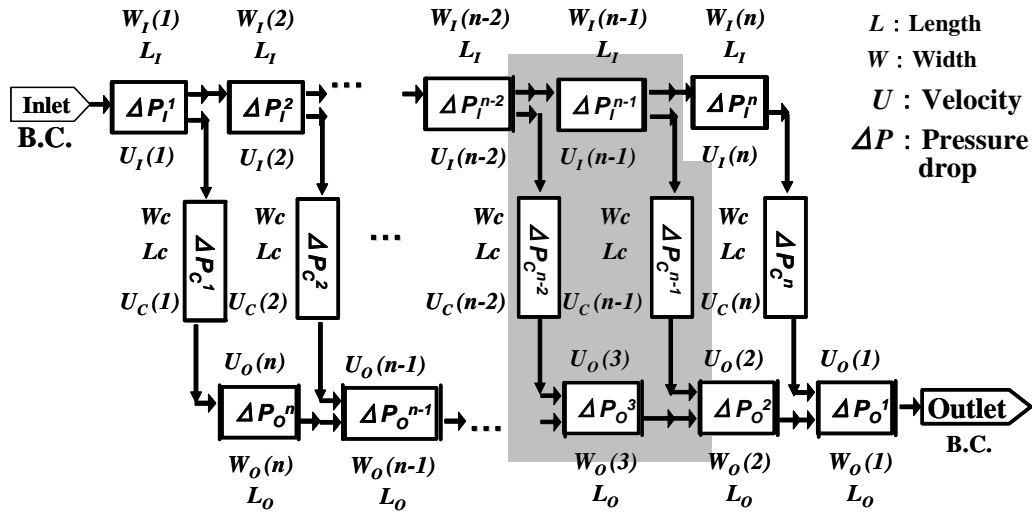 W_I(1) W_I(2) W_I(n-2) W_I(n-1) W_I(n) L : Length
L_I L_I L_I L_I L_I W : Width
Inlet ΔP_I^1 ΔP_I^2 ... ΔP_I^{n-2} ΔP_I^{n-1} ΔP_I^n U : Velocity
B.C. ΔP : Pressure
U_I(1) U_I(2) U_I(n-2) U_I(n-1) U_I(n) drop
Wc Wc Wc Wc
Lc Lc ... Lc Lc
ΔP_C^1 ΔP_C^2 ΔP_C^{n-2} ΔP_C^{n-1} ΔP_C^n
U_C(1) U_C(2) U_C(n-2) U_C(n-1) U_C(n)
U_O(n) U_O(n-1) U_O(3) U_O(2) U_O(1)
ΔP_O^n ΔP_O^{n-1} ... ΔP_O^3 ΔP_O^2 ΔP_O^1 Outlet
B.C.
W_O(n) W_O(n-1) W_O(3) W_O(2) W_O(1)
L_O L_O L_O L_O L_O